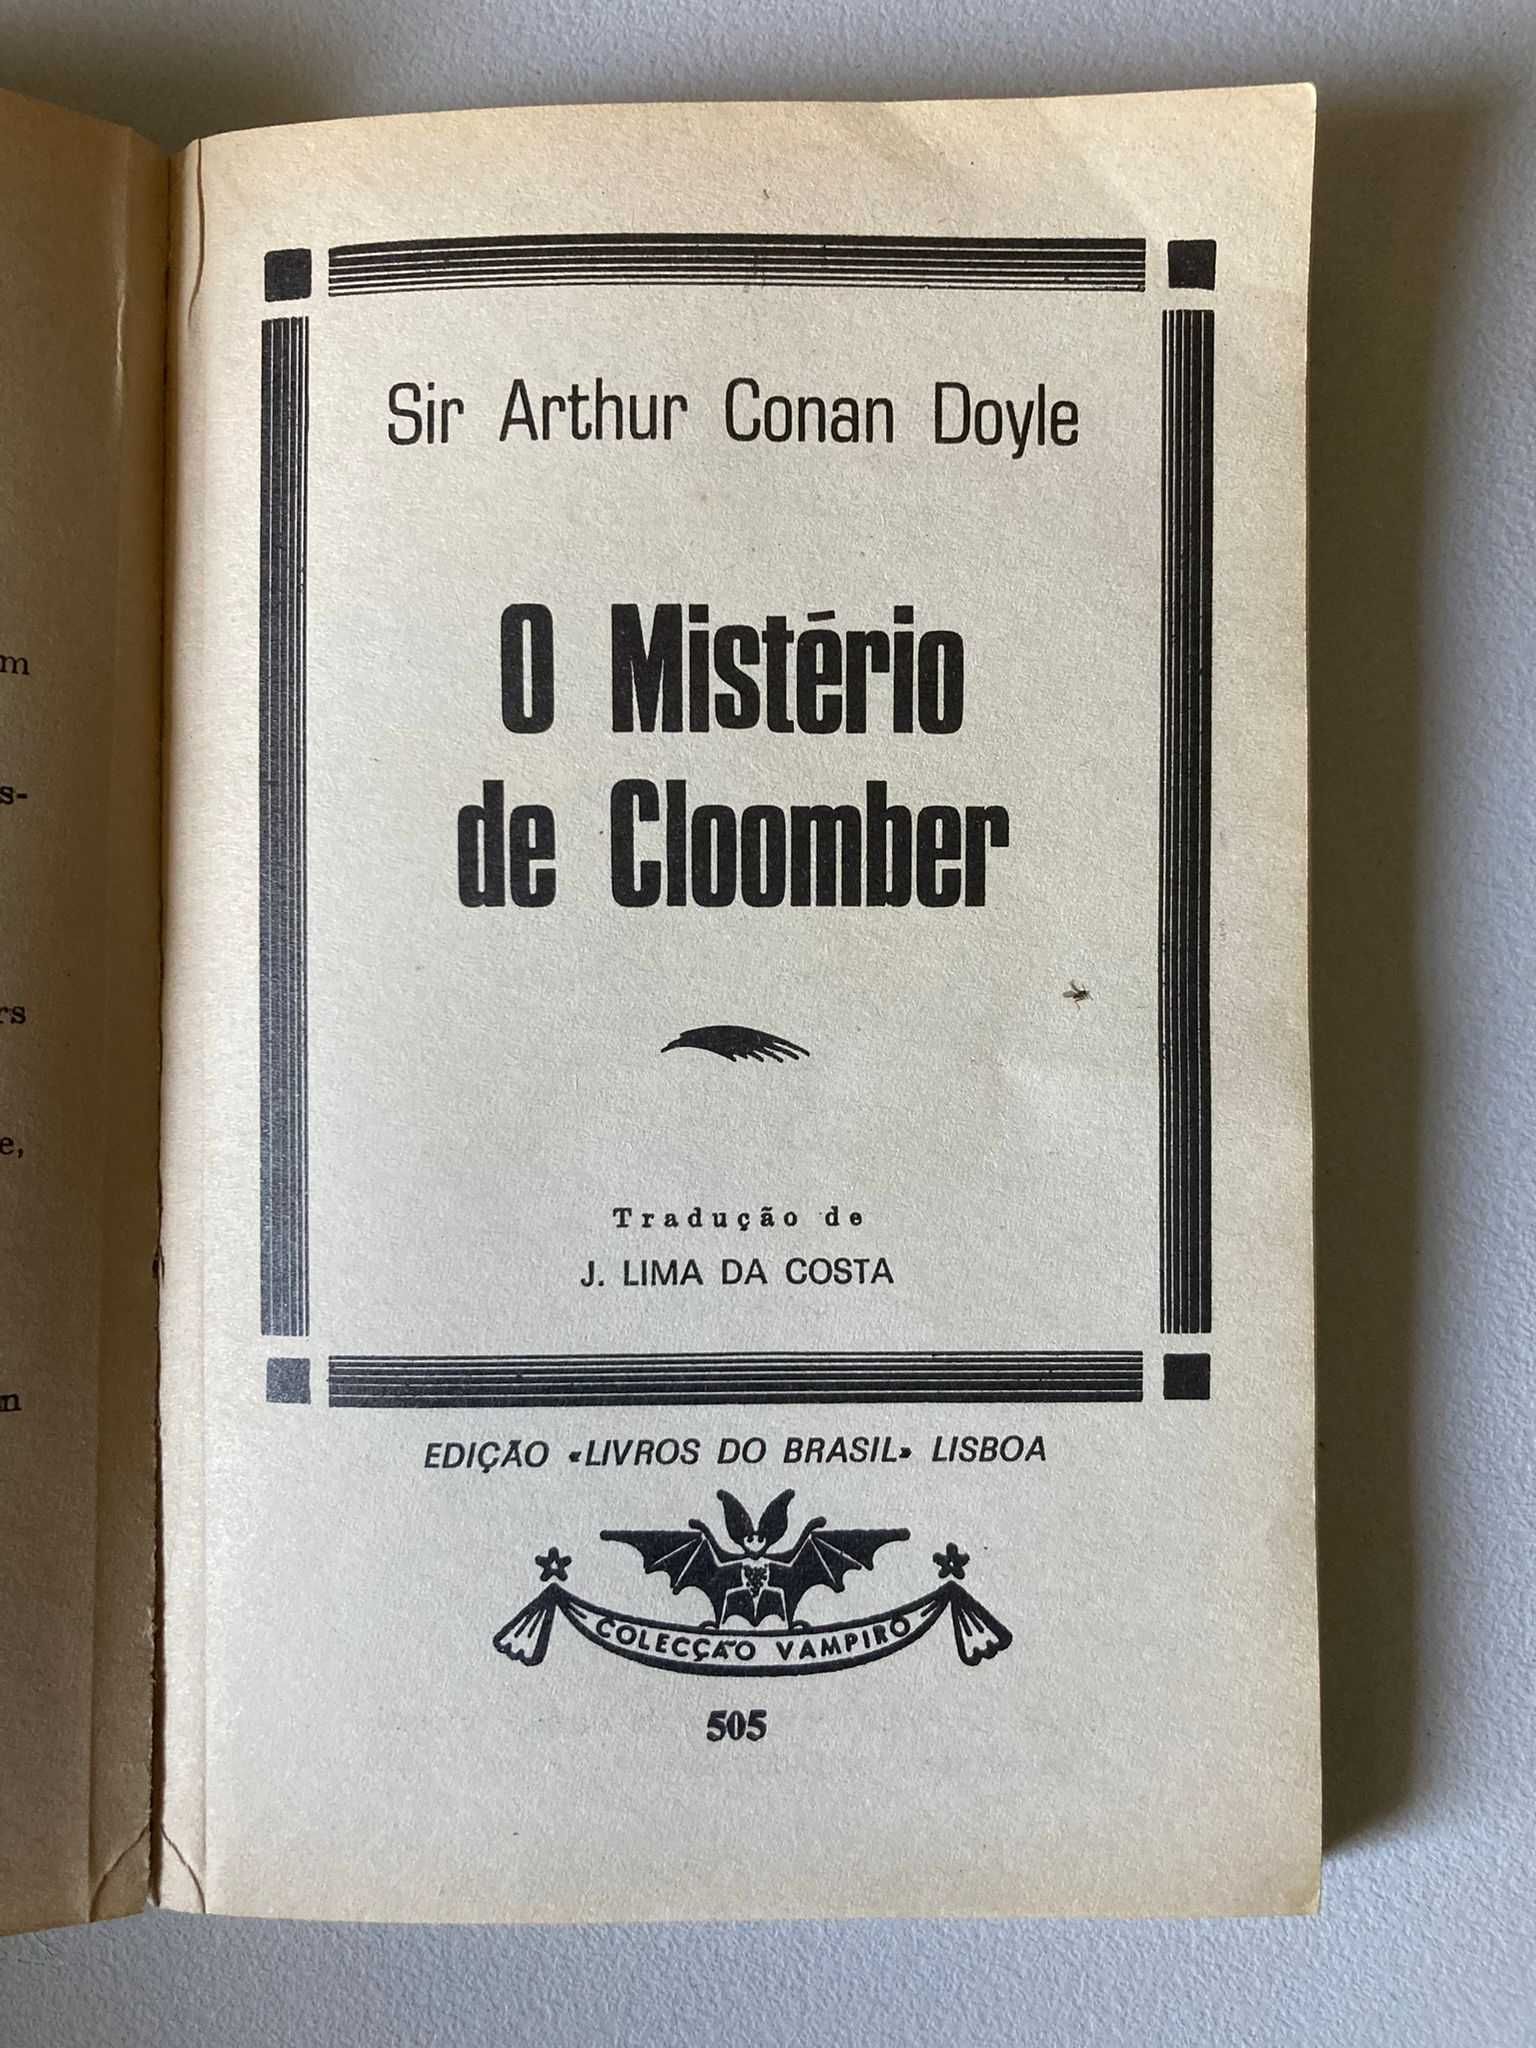 m
s-
rs
e,
n
Sir Arthur Conan Doyle
O Mistério
de Cloomber
Tradução de
J. LIMA DA COSTA
EDIÇÃO «LIVROS DO BRASIL» LISBOA
COLECÇÃO VAMPIRO
505